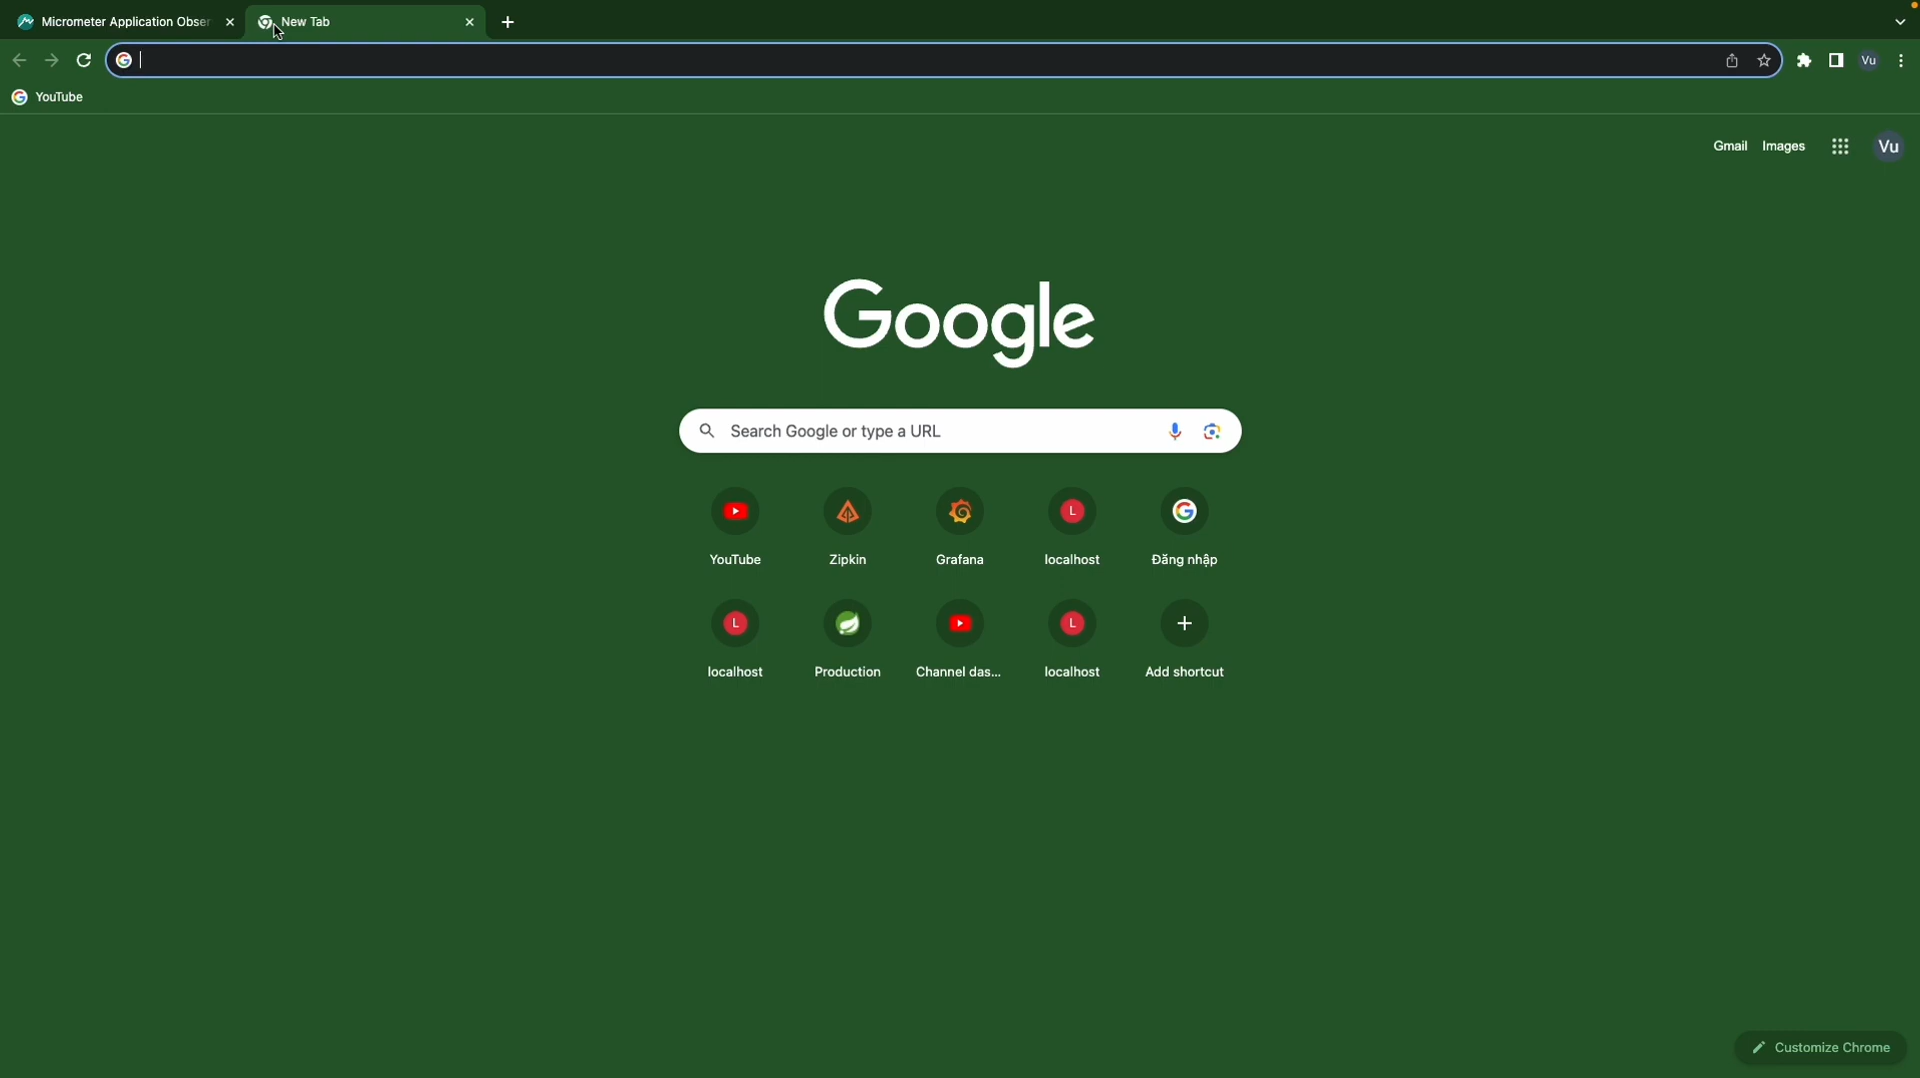 Micrometer Application Obser
New Tab
Vu
YouTube
Gmail Images Vu
Google
Search Google or type a URL
YouTube Zipkin Grafana L localhost Đăng nhập
L localhost Production Channel das... L localhost Add shortcut
Customize Chrome